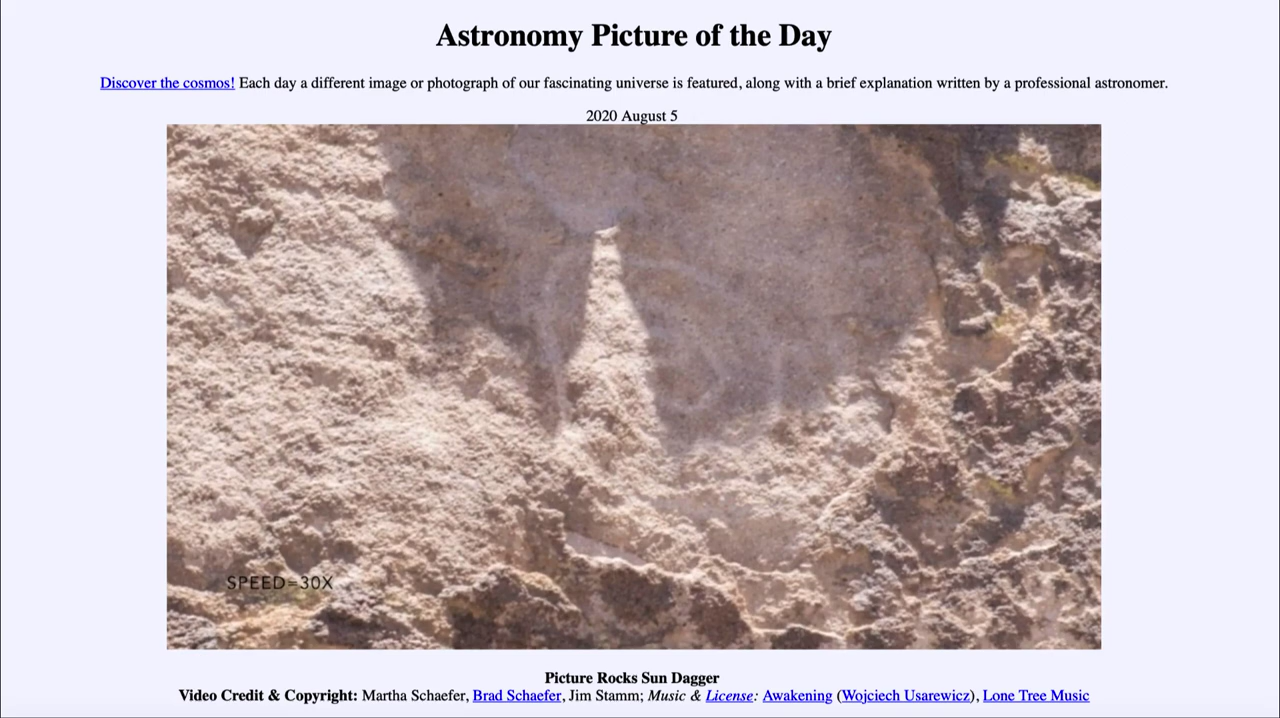 Astronomy Picture of the Day
Discover the cosmos! Each day a different image or photograph of our fascinating universe is featured, along with a brief explanation written by a professional astronomer.
2020 August 5
SPEED=30X
Picture Rocks Sun Dagger
Video Credit & Copyright: Martha Schaefer, Brad Schaefer, Jim Stamm; Music & License: Awakening (Wojciech Usarewicz), Lone Tree Music